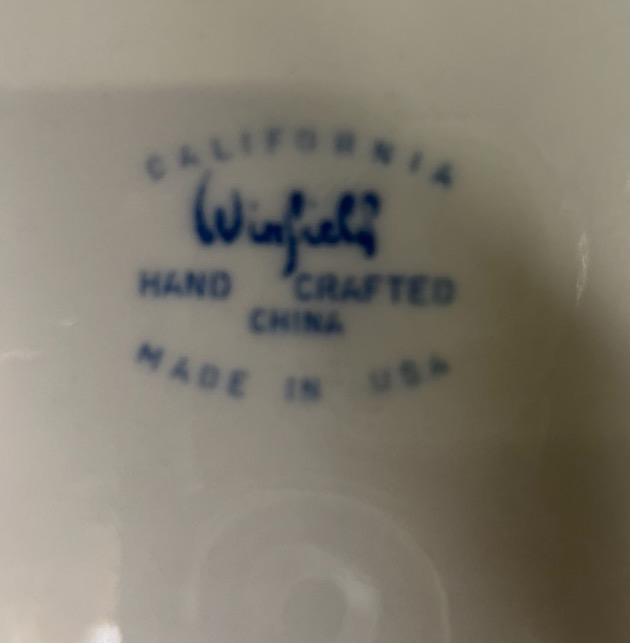 CALIFORNIA
Winfield
HAND CRAFTED
CHINA
MADE IN USA